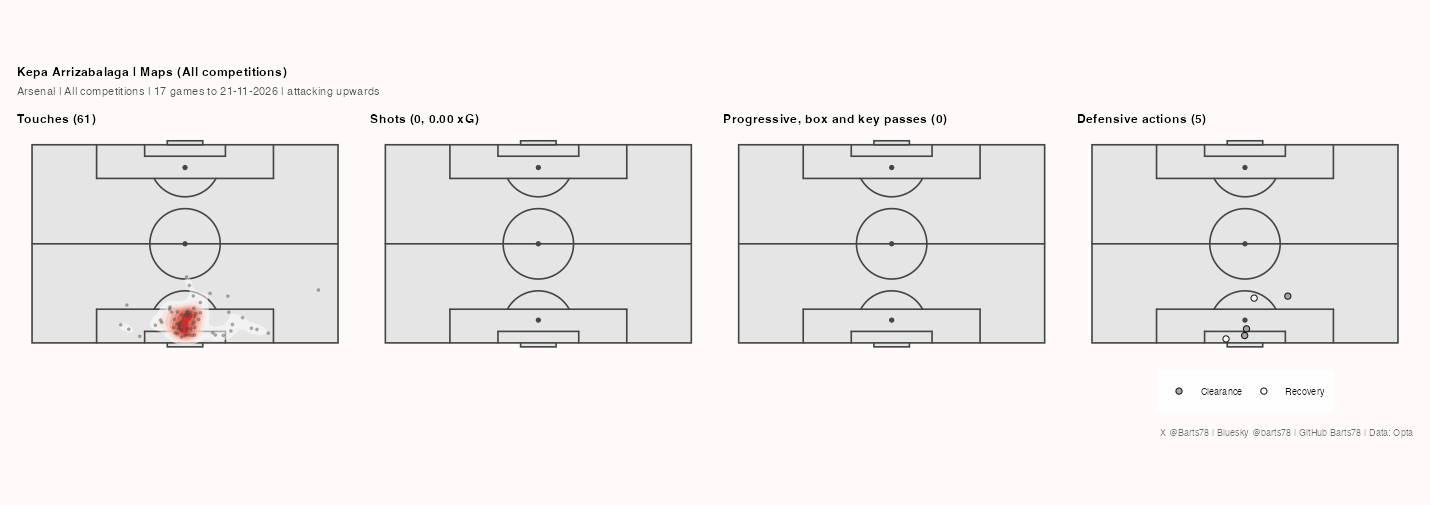 Kepa Arrizabalaga | Maps (All competitions)
Arsenal | All competitions | 17 games to 21-11-2026 | attacking upwards
Touches (61)
Shots (0, 0.00 xG)
Progressive, box and key passes (0)
Defensive actions (5)
Clearance
Recovery
X @Barts78 | Bluesky @barts78 | GitHub Barts78 | Data: Opta